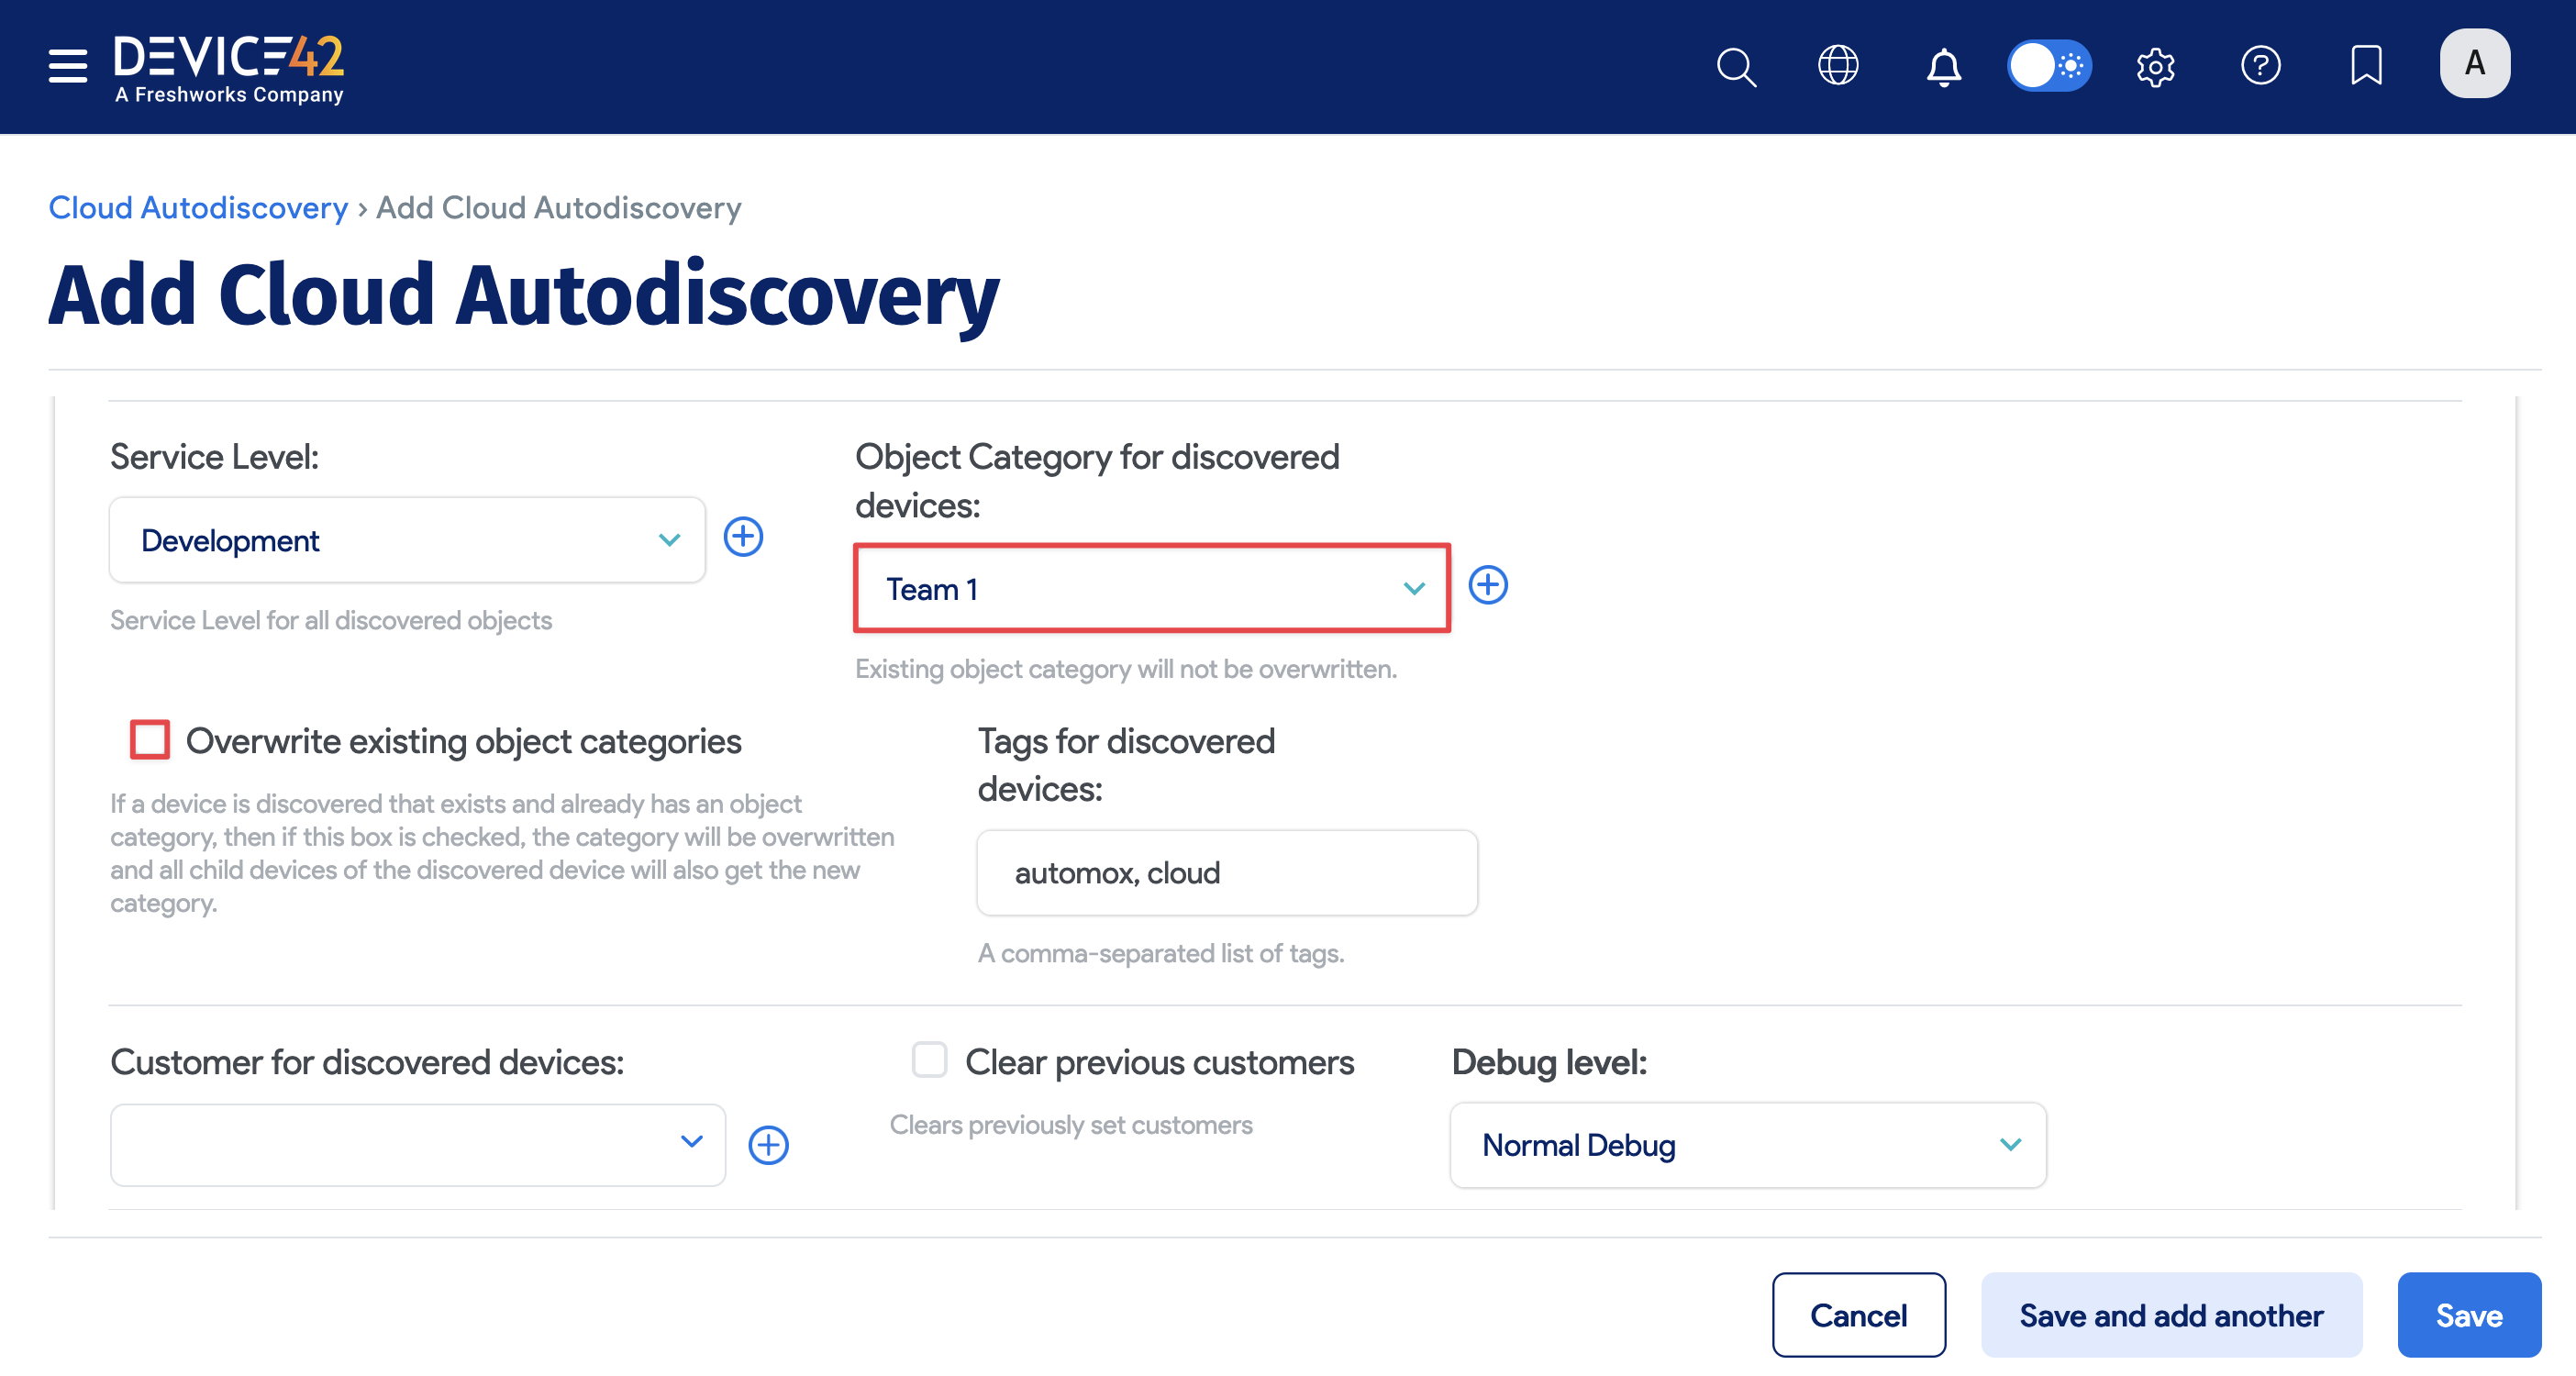 DEVICE42
A Freshworks Company
A
Cloud Autodiscovery › Add Cloud Autodiscovery
Add Cloud Autodiscovery
Service Level:
Development
Service Level for all discovered objects
Object Category for discovered
devices:
Team 1
Existing object category will not be overwritten.
Overwrite existing object categories
If a device is discovered that exists and already has an object
category, then if this box is checked, the category will be overwritten
and all child devices of the discovered device will also get the new
category.
Tags for discovered
devices:
automox, cloud
A comma-separated list of tags.
Customer for discovered devices:
Clear previous customers
Clears previously set customers
Debug level:
Normal Debug
Cancel
Save and add another
Save